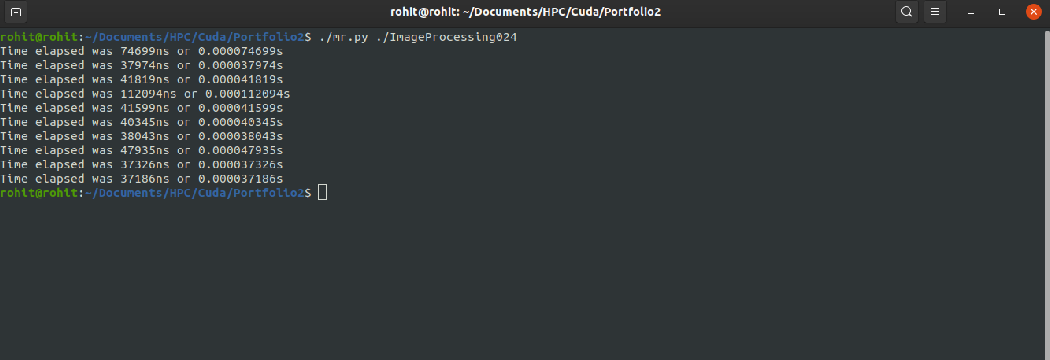 rohit@rohit: ~/Documents/HPC/Cuda/Portfolio2
rohit@rohit:~/Documents/HPC/Cuda/Portfolio2$ ./mr.py ./ImageProcessing024
Time elapsed was 74699ns or 0.000074699s
Time elapsed was 37974ns or 0.000037974s
Time elapsed was 41819ns or 0.000041819s
Time elapsed was 112094ns or 0.000112094s
Time elapsed was 41599ns or 0.000041599s
Time elapsed was 40345ns or 0.000040345s
Time elapsed was 38043ns or 0.000038043s
Time elapsed was 47935ns or 0.000047935s
Time elapsed was 37326ns or 0.000037326s
Time elapsed was 37186ns or 0.000037186s
rohit@rohit:~/Documents/HPC/Cuda/Portfolio2$